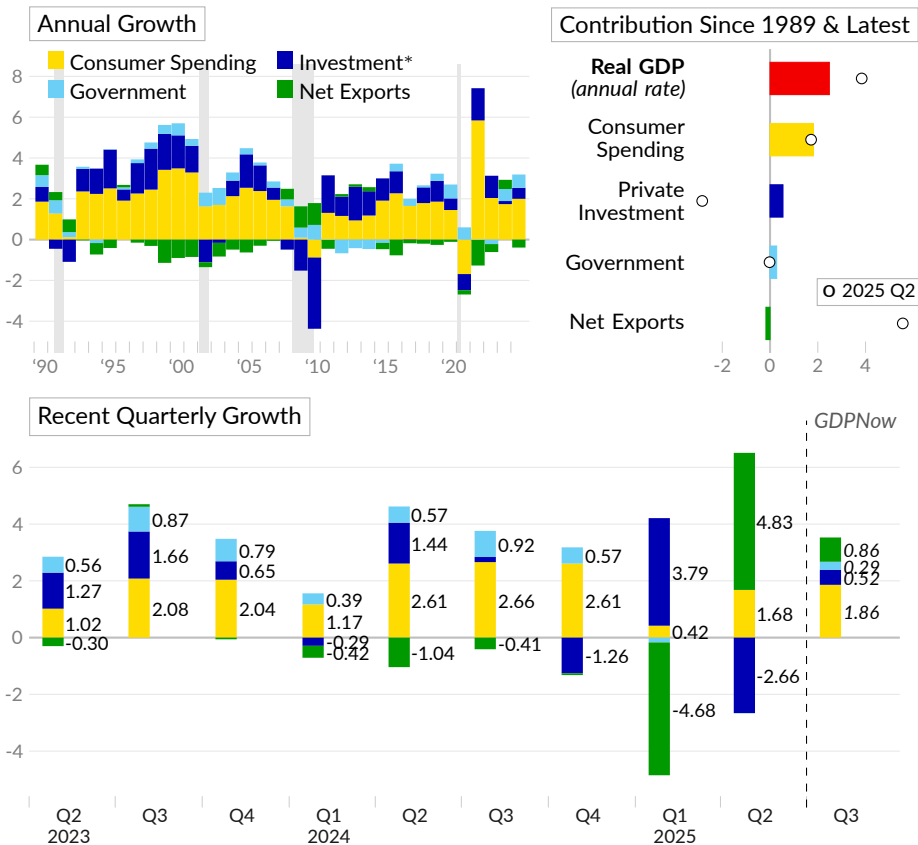 Annual Growth
Consumer Spending
Investment*
Government
Net Exports
8
6
4
2
0
-2
-4
‘90
‘95
‘00
‘05
‘10
‘15
‘20
Contribution Since 1989 & Latest
Real GDP
(annual rate)
Consumer
Spending
Private
Investment
Government
Net Exports
2025 Q2
-2
0
2
4
Recent Quarterly Growth
GDPNow
6
4
2
0
-2
-4
0.56
1.27
1.02
-0.30
0.87
1.66
2.08
0.79
0.65
2.04
0.39
1.17
-0.29
-0.42
0.57
1.44
2.61
-1.04
0.92
2.66
-0.41
0.57
2.61
-1.26
3.79
0.42
-4.68
4.83
1.68
-2.66
0.86
0.29
0.52
1.86
Q2
2023
Q3
Q4
Q1
2024
Q2
Q3
Q4
Q1
2025
Q2
Q3